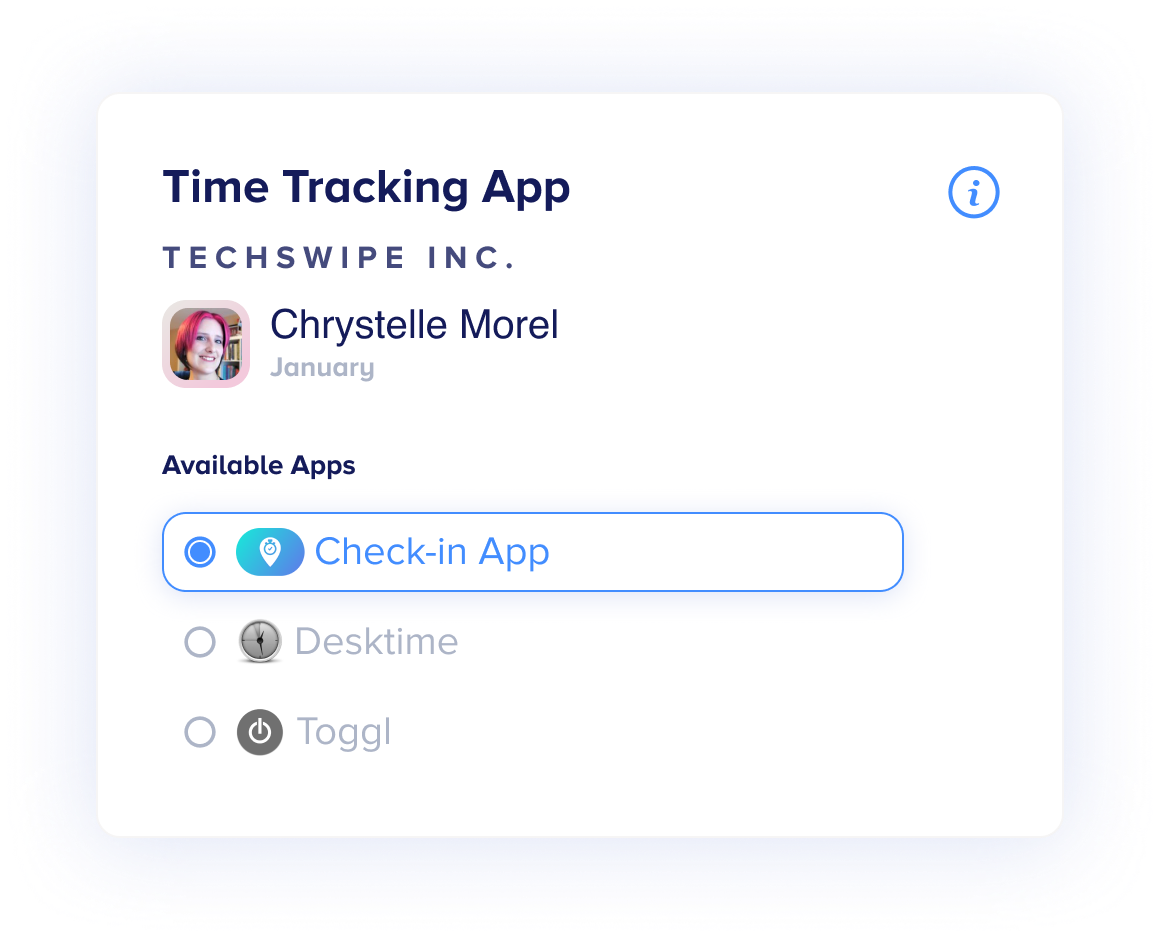 Time Tracking App
TECHSWIPE INC.
Chrystelle Morel
January
Available Apps
Check-in App
Desktime
Toggl